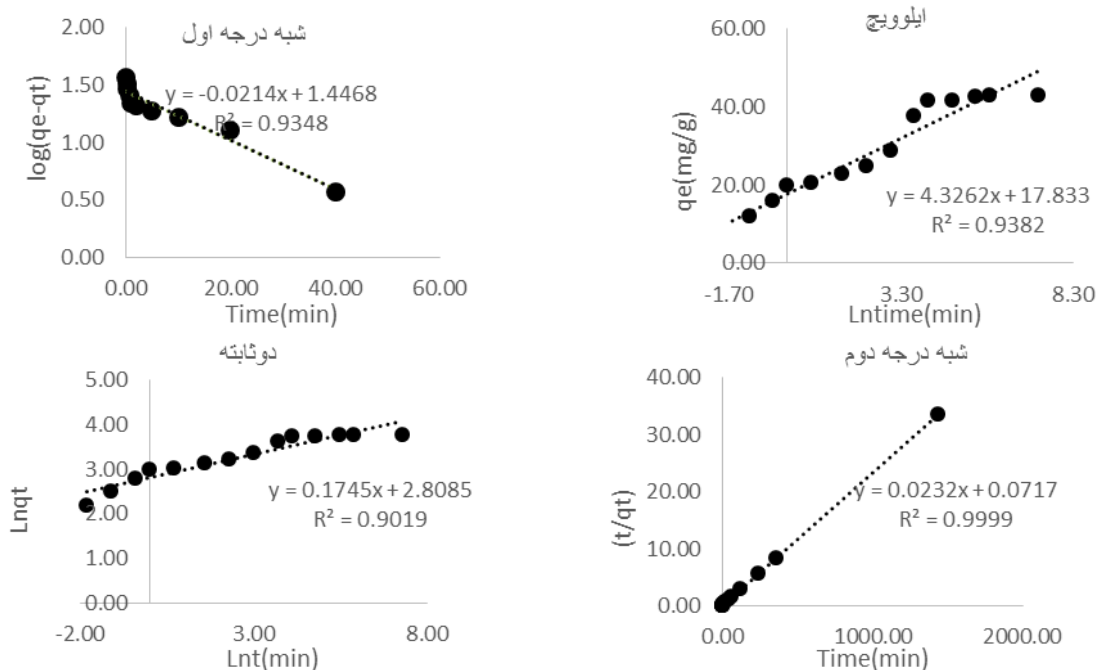 شبه درجه اول
2.00
1.50
1.00
0.50
0.00
log(qe-qt)
y = -0.0214x + 1.4468
R² = 0.9348
0.00 20.00 40.00 60.00
Time(min)
ایلوویچ
60.00
40.00
20.00
0.00
qe(mg/g)
y = 4.3262x + 17.833
R² = 0.9382
-1.70 3.30 8.30
Lntime(min)
دوثابته
5.00
4.00
3.00
2.00
1.00
0.00
Lnqt
y = 0.1745x + 2.8085
R² = 0.9019
-2.00 3.00 8.00
Lnt(min)
شبه درجه دوم
40.00
30.00
20.00
10.00
0.00
(t/qt)
y = 0.0232x + 0.0717
R² = 0.9999
0.00 1000.00 2000.00
Time(min)